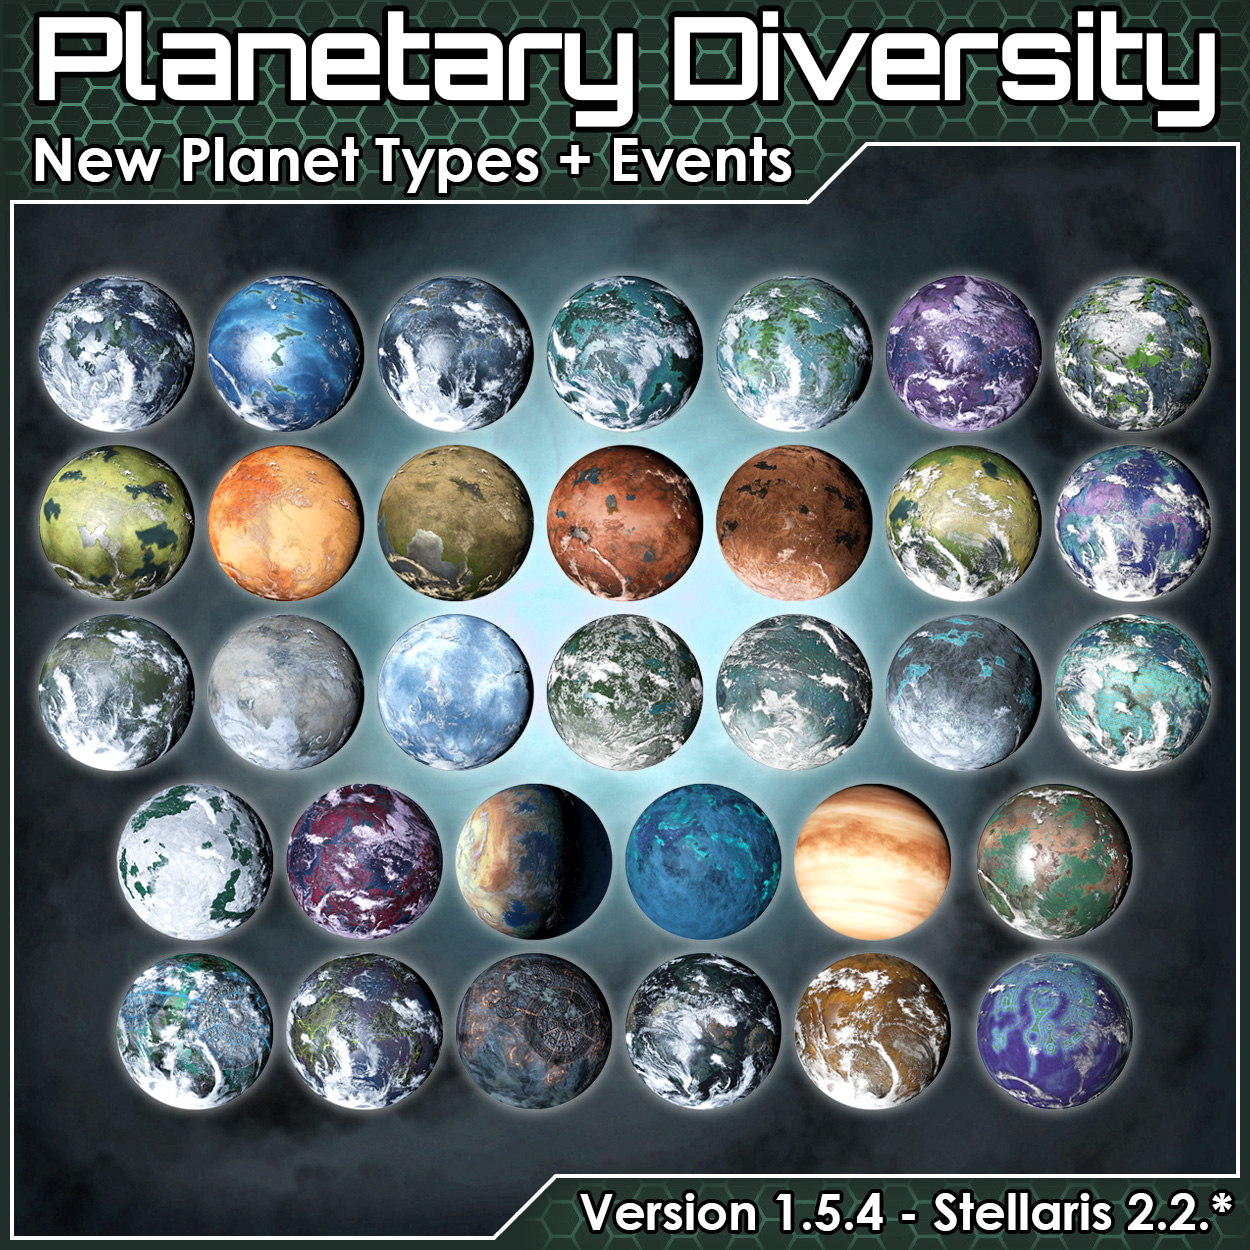 Planetary Diversity
New Planet Types + Events
Version 1.5.4 - Stellaris 2.2.*